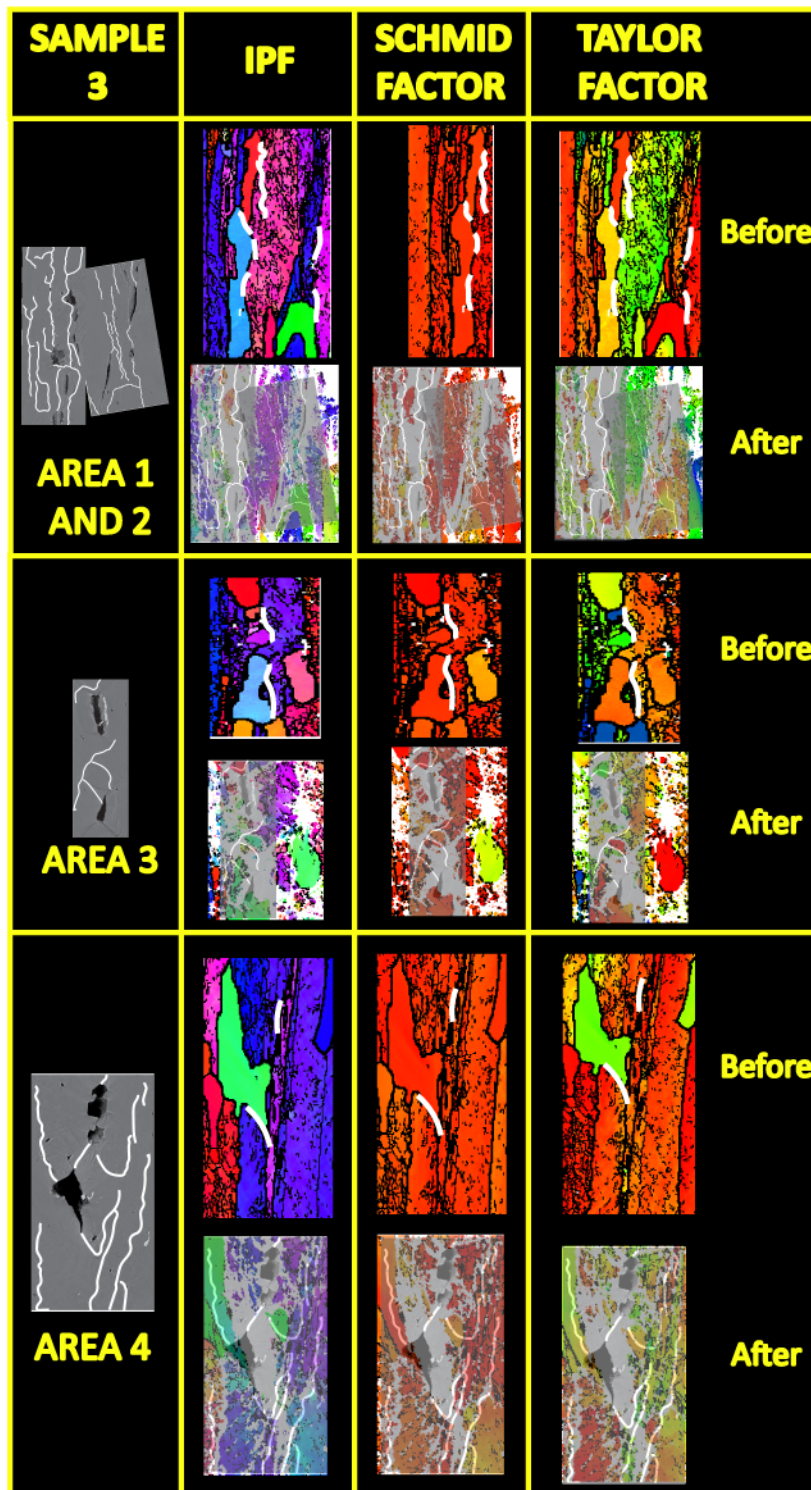 SAMPLE
3
IPF
SCHMID
FACTOR
TAYLOR
FACTOR
Before
After
AREA 1
AND 2
Before
After
AREA 3
Before
After
AREA 4